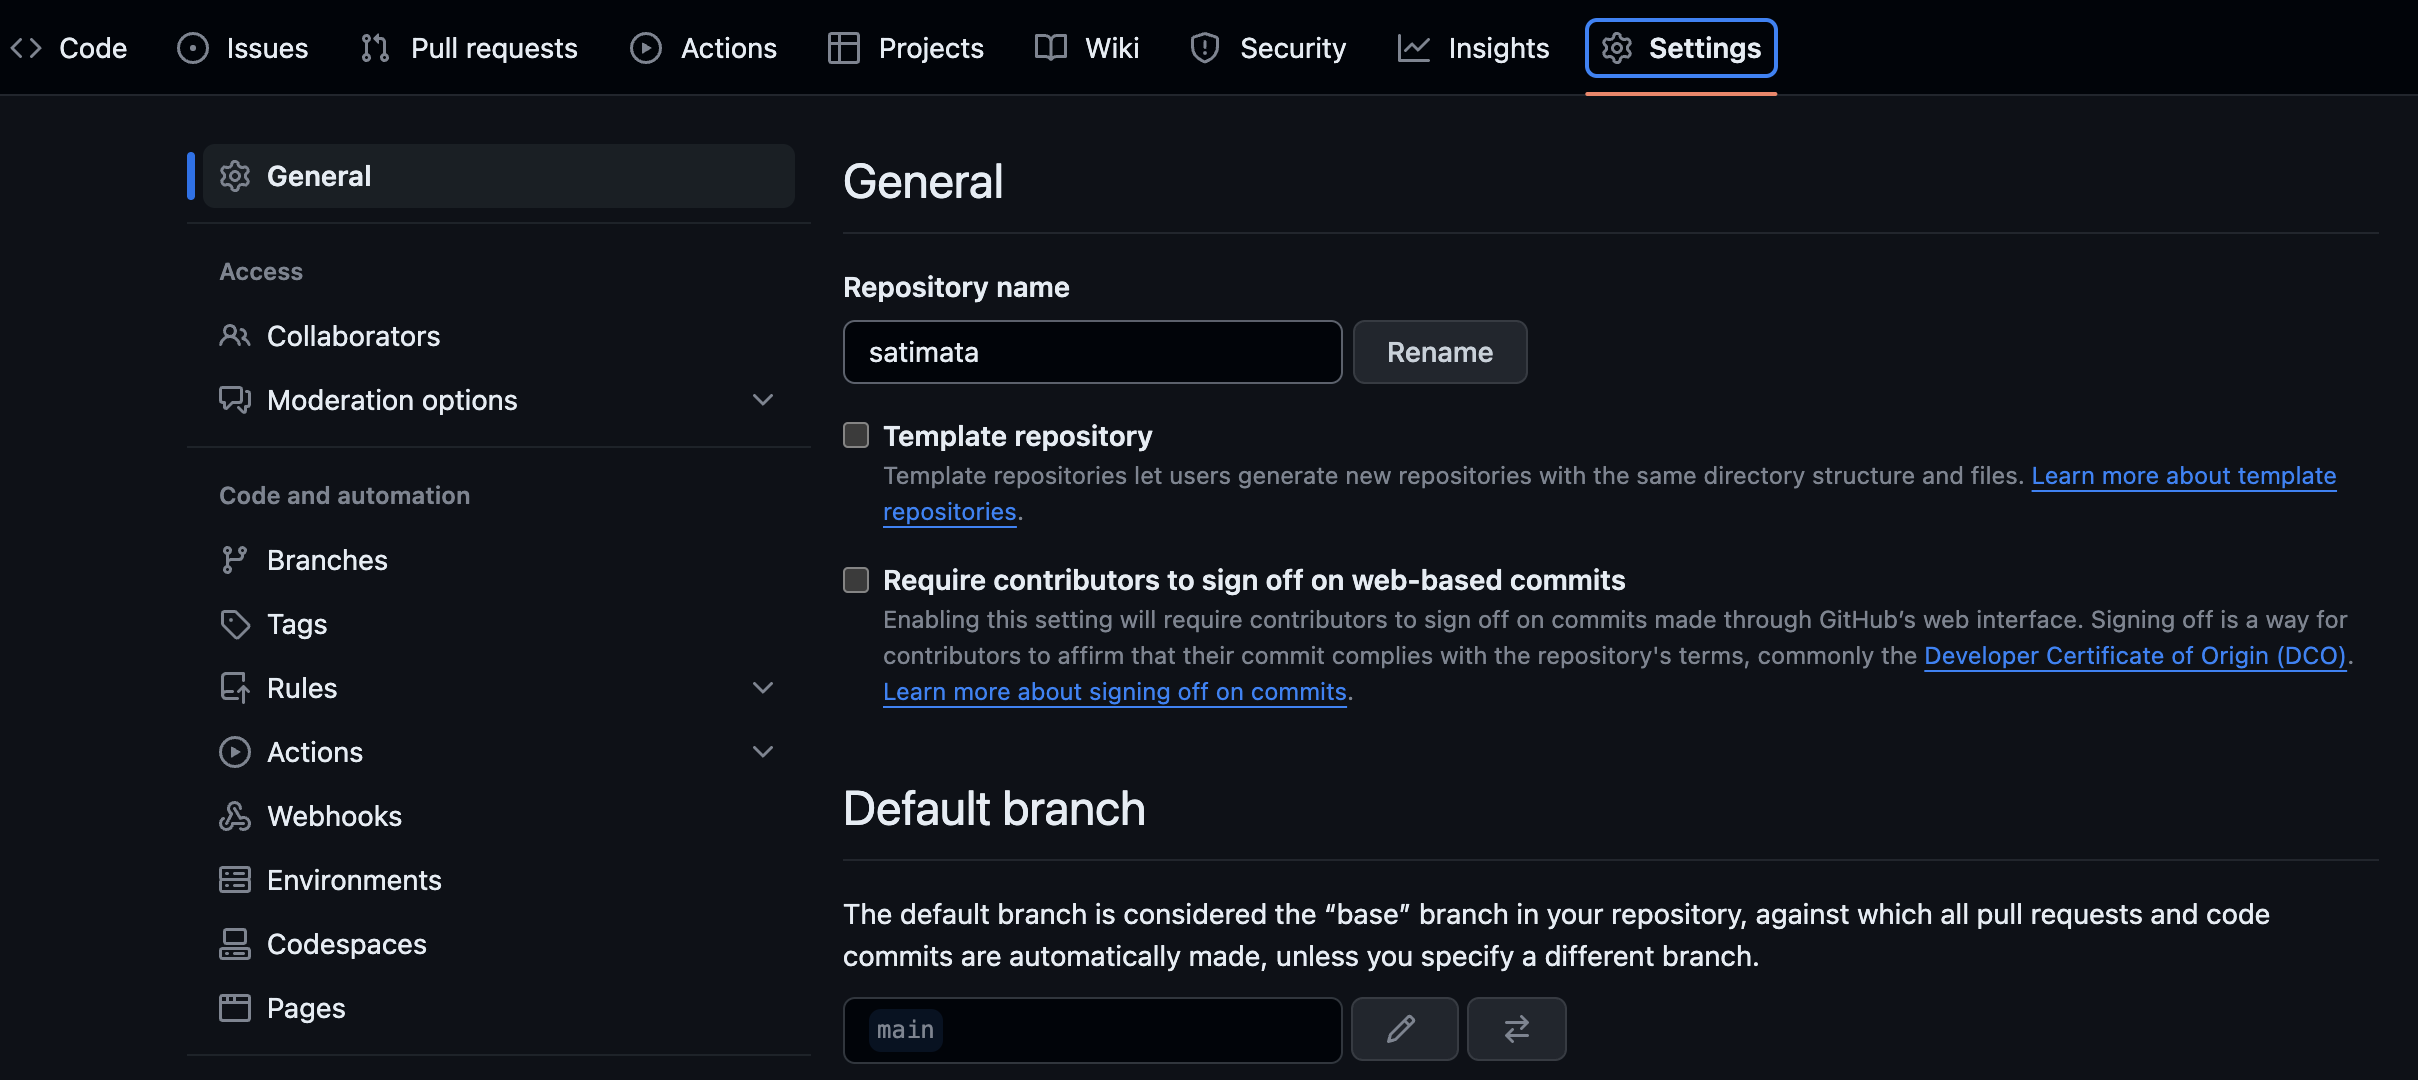 Code Issues Pull requests Actions Projects Wiki Security Insights Settings
General
Access
Collaborators
Moderation options
Code and automation
Branches
Tags
Rules
Actions
Webhooks
Environments
Codespaces
Pages
General
Repository name
satimata Rename
Template repository
Template repositories let users generate new repositories with the same directory structure and files. Learn more about template
repositories.
Require contributors to sign off on web-based commits
Enabling this setting will require contributors to sign off on commits made through GitHub’s web interface. Signing off is a way for
contributors to affirm that their commit complies with the repository's terms, commonly the Developer Certificate of Origin (DCO).
Learn more about signing off on commits.
Default branch
The default branch is considered the “base” branch in your repository, against which all pull requests and code
commits are automatically made, unless you specify a different branch.
main